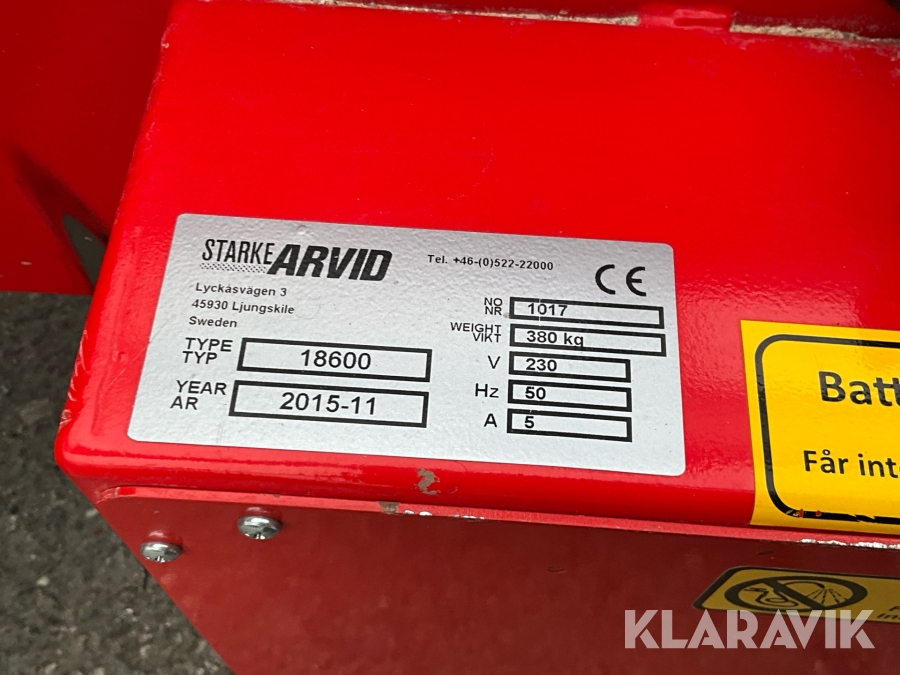 STARKE ARVID
Tel. +46-(0)522-22000
CE
Lyckåsvägen 3
45930 Ljungskile
Sweden
TYPE
TYP
18600
YEAR
AR
2015-11
NO
NR
1017
WEIGHT
VIKT
380 kg
V
230
Hz
50
A
5
Batt
Får int
KLARAVIK